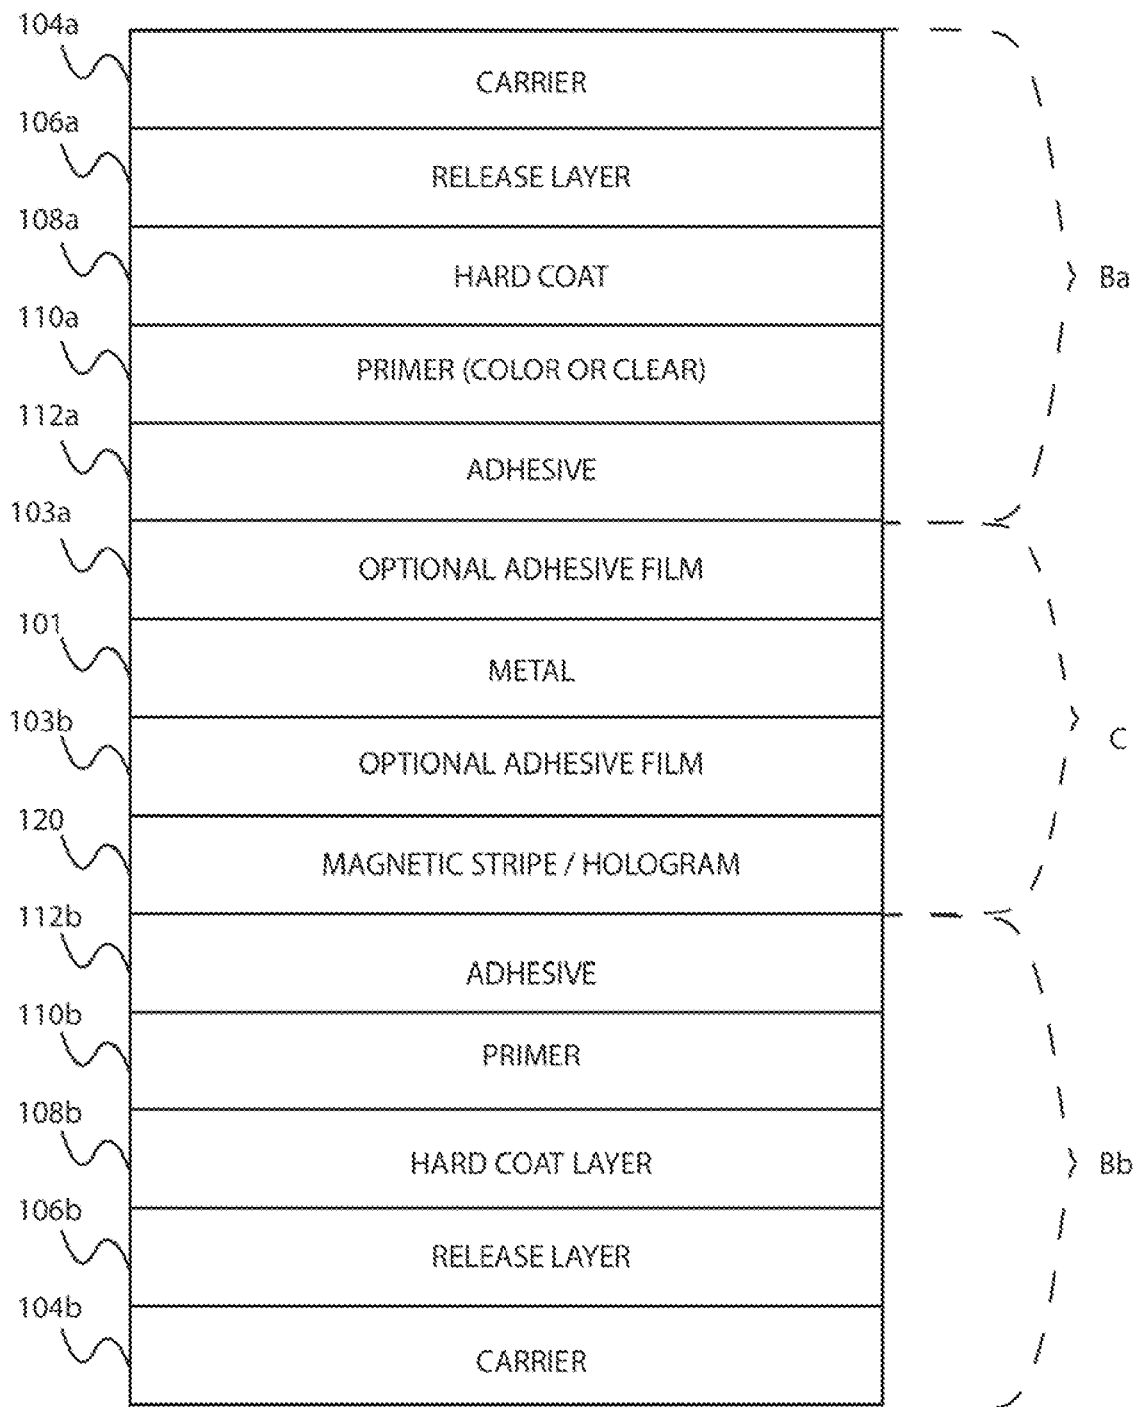 104a
CARRIER
106a
RELEASE LAYER
108a
HARD COAT
Ba
110a
PRIMER (COLOR OR CLEAR)
112a
ADHESIVE
103a
OPTIONAL ADHESIVE FILM
101
METAL
103b
C
OPTIONAL ADHESIVE FILM
120
MAGNETIC STRIPE / HOLOGRAM
112b
ADHESIVE
110b
PRIMER
108b
HARD COAT LAYER
Bb
106b
RELEASE LAYER
104b
CARRIER